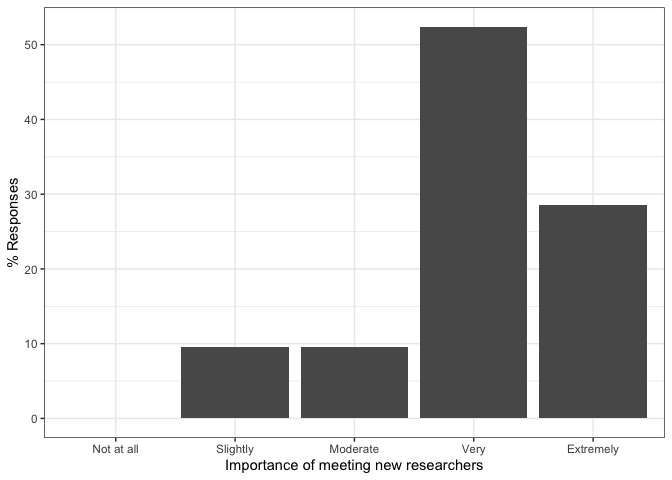 % Responses
50
40
30
20
10
0
Not at all Slightly Moderate Very Extremely
Importance of meeting new researchers